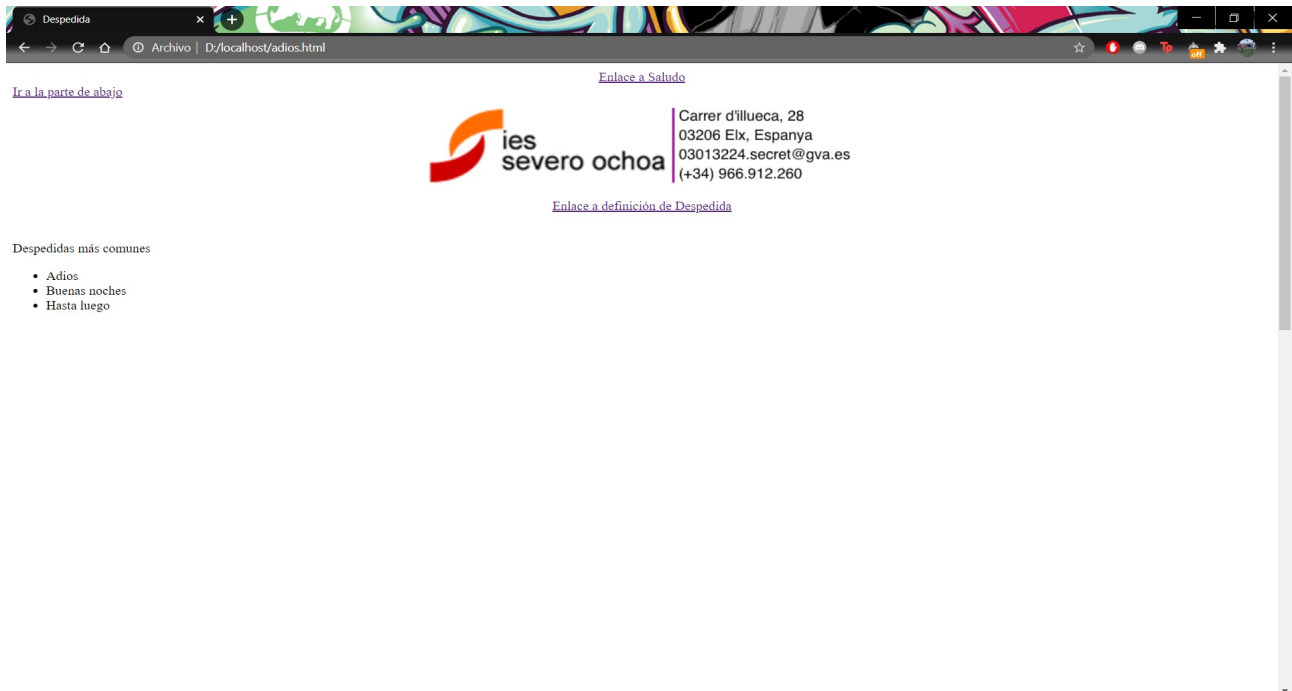 Despedida
Archivo | D:/localhost/adios.html
Tp
off
Enlace a Saludo
Ir a la parte de abajo
ies
severo ochoa
Carrer d'illueca, 28
03206 Elx, Espanya
03013224.secret@gva.es
(+34) 966.912.260
Enlace a definición de Despedida
Despedidas más comunes
Adios
Buenas noches
Hasta luego